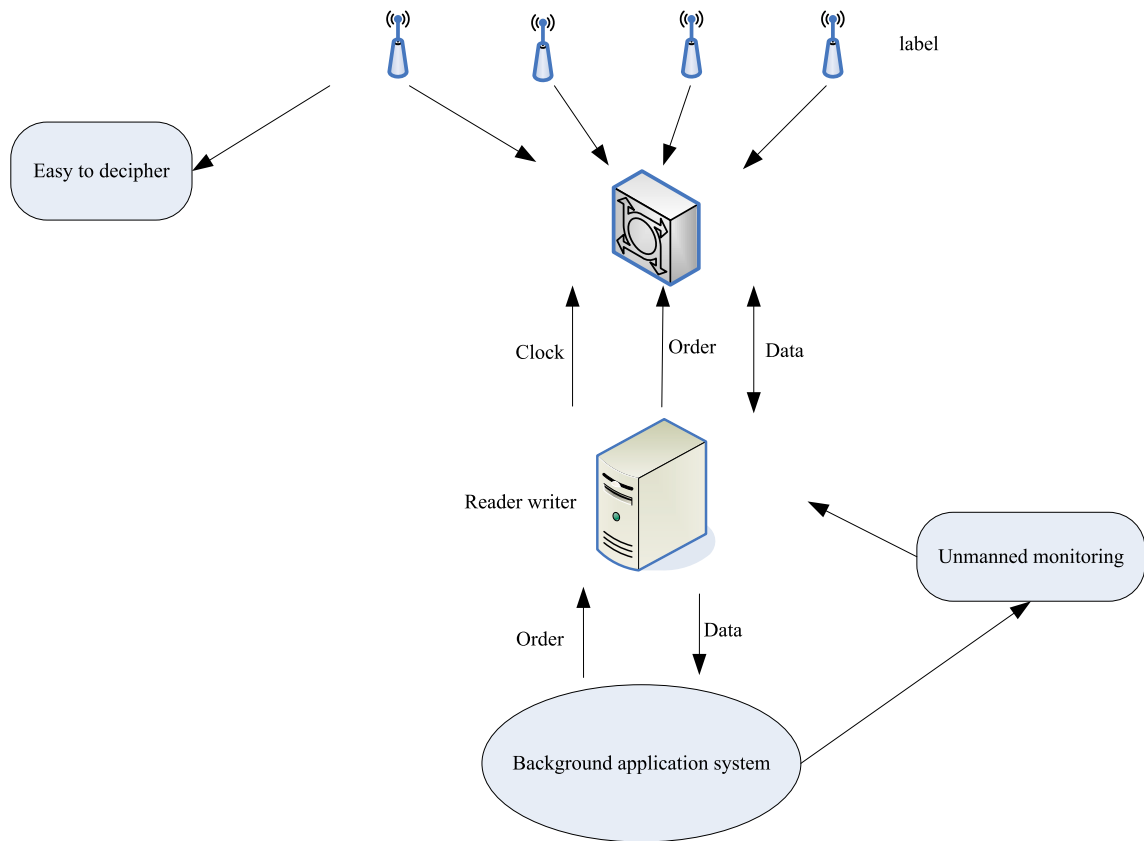 label
Easy to decipher
Clock
Order
Data
Reader writer
Unmanned monitoring
Order
Data
Background application system